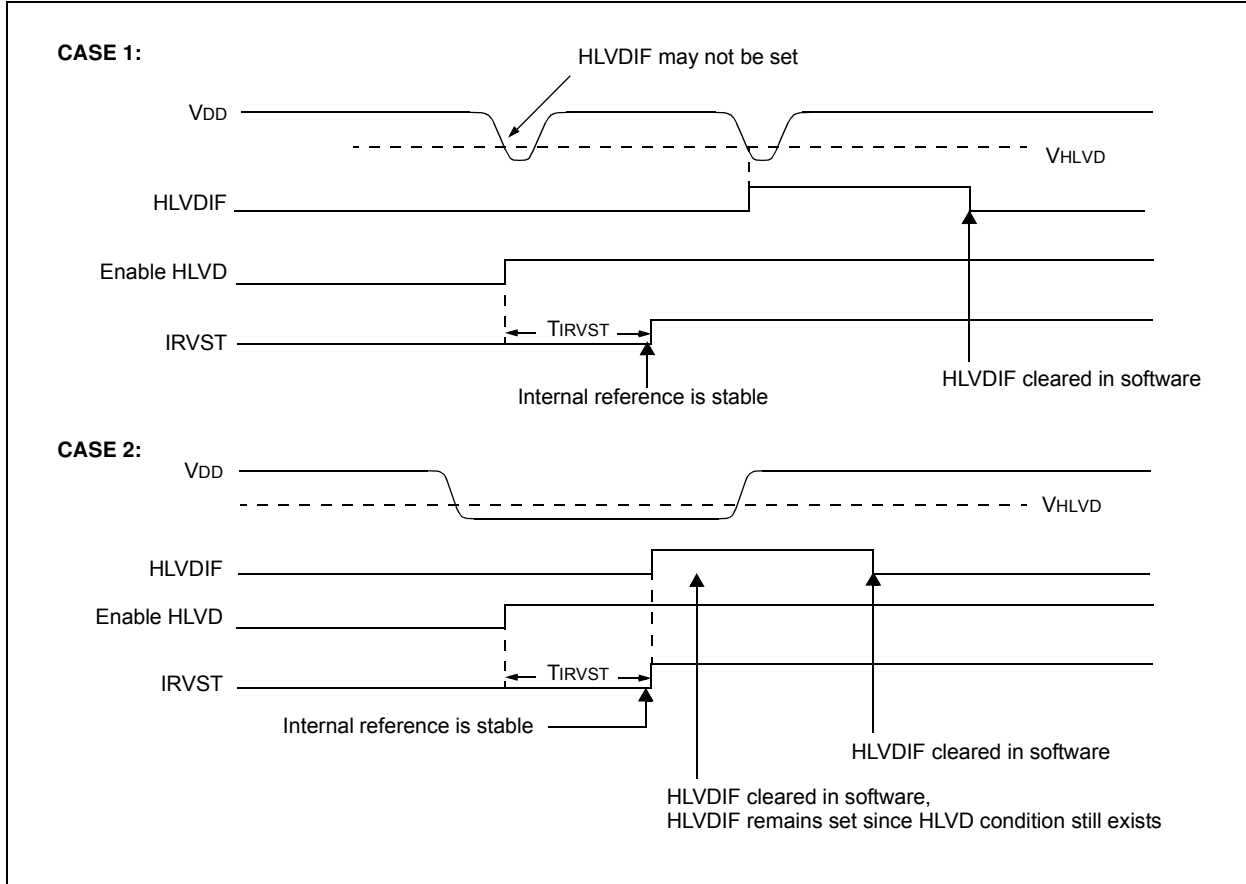 CASE 1:
HLVDIF may not be set
VDD
VHLVD
HLVDIF
Enable HLVD
TIRVST
IRVST
HLVDIF cleared in software
Internal reference is stable
CASE 2:
VDD
VHLVD
HLVDIF
Enable HLVD
TIRVST
IRVST
Internal reference is stable
HLVDIF cleared in software
HLVDIF cleared in software,
HLVDIF remains set since HLVD condition still exists